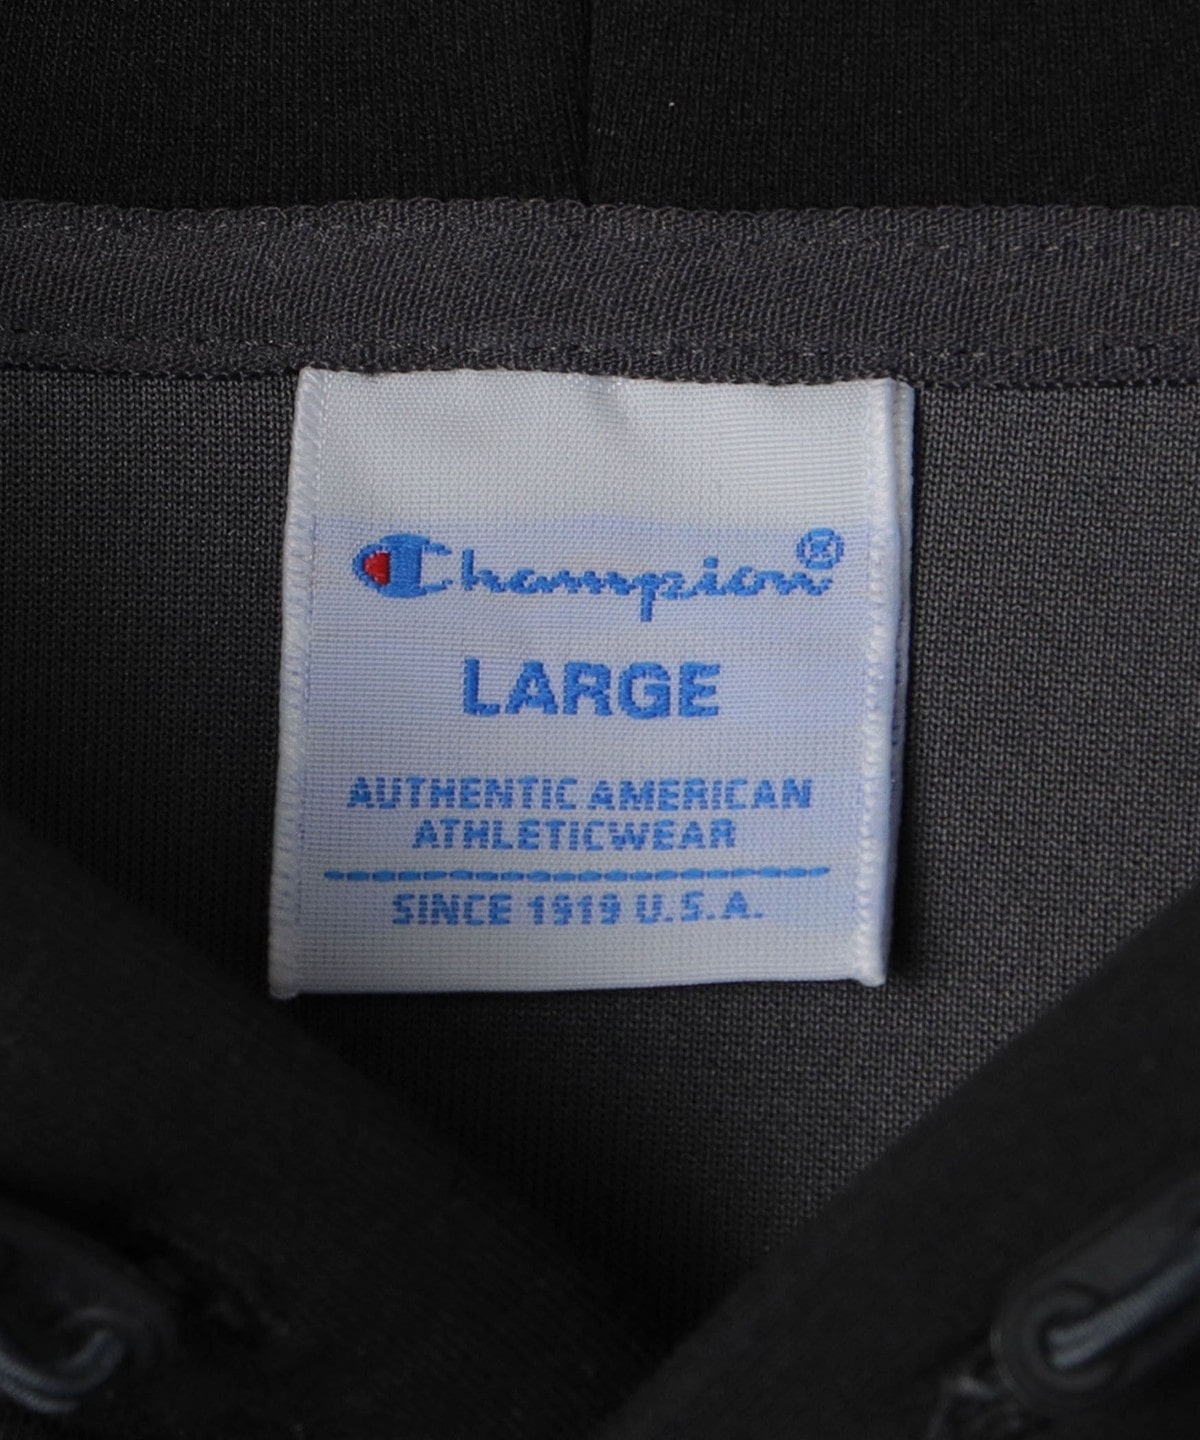 Champion®
LARGE
AUTHENTIC AMERICAN
ATHLETICWEAR
SINCE 1919 U.S.A.